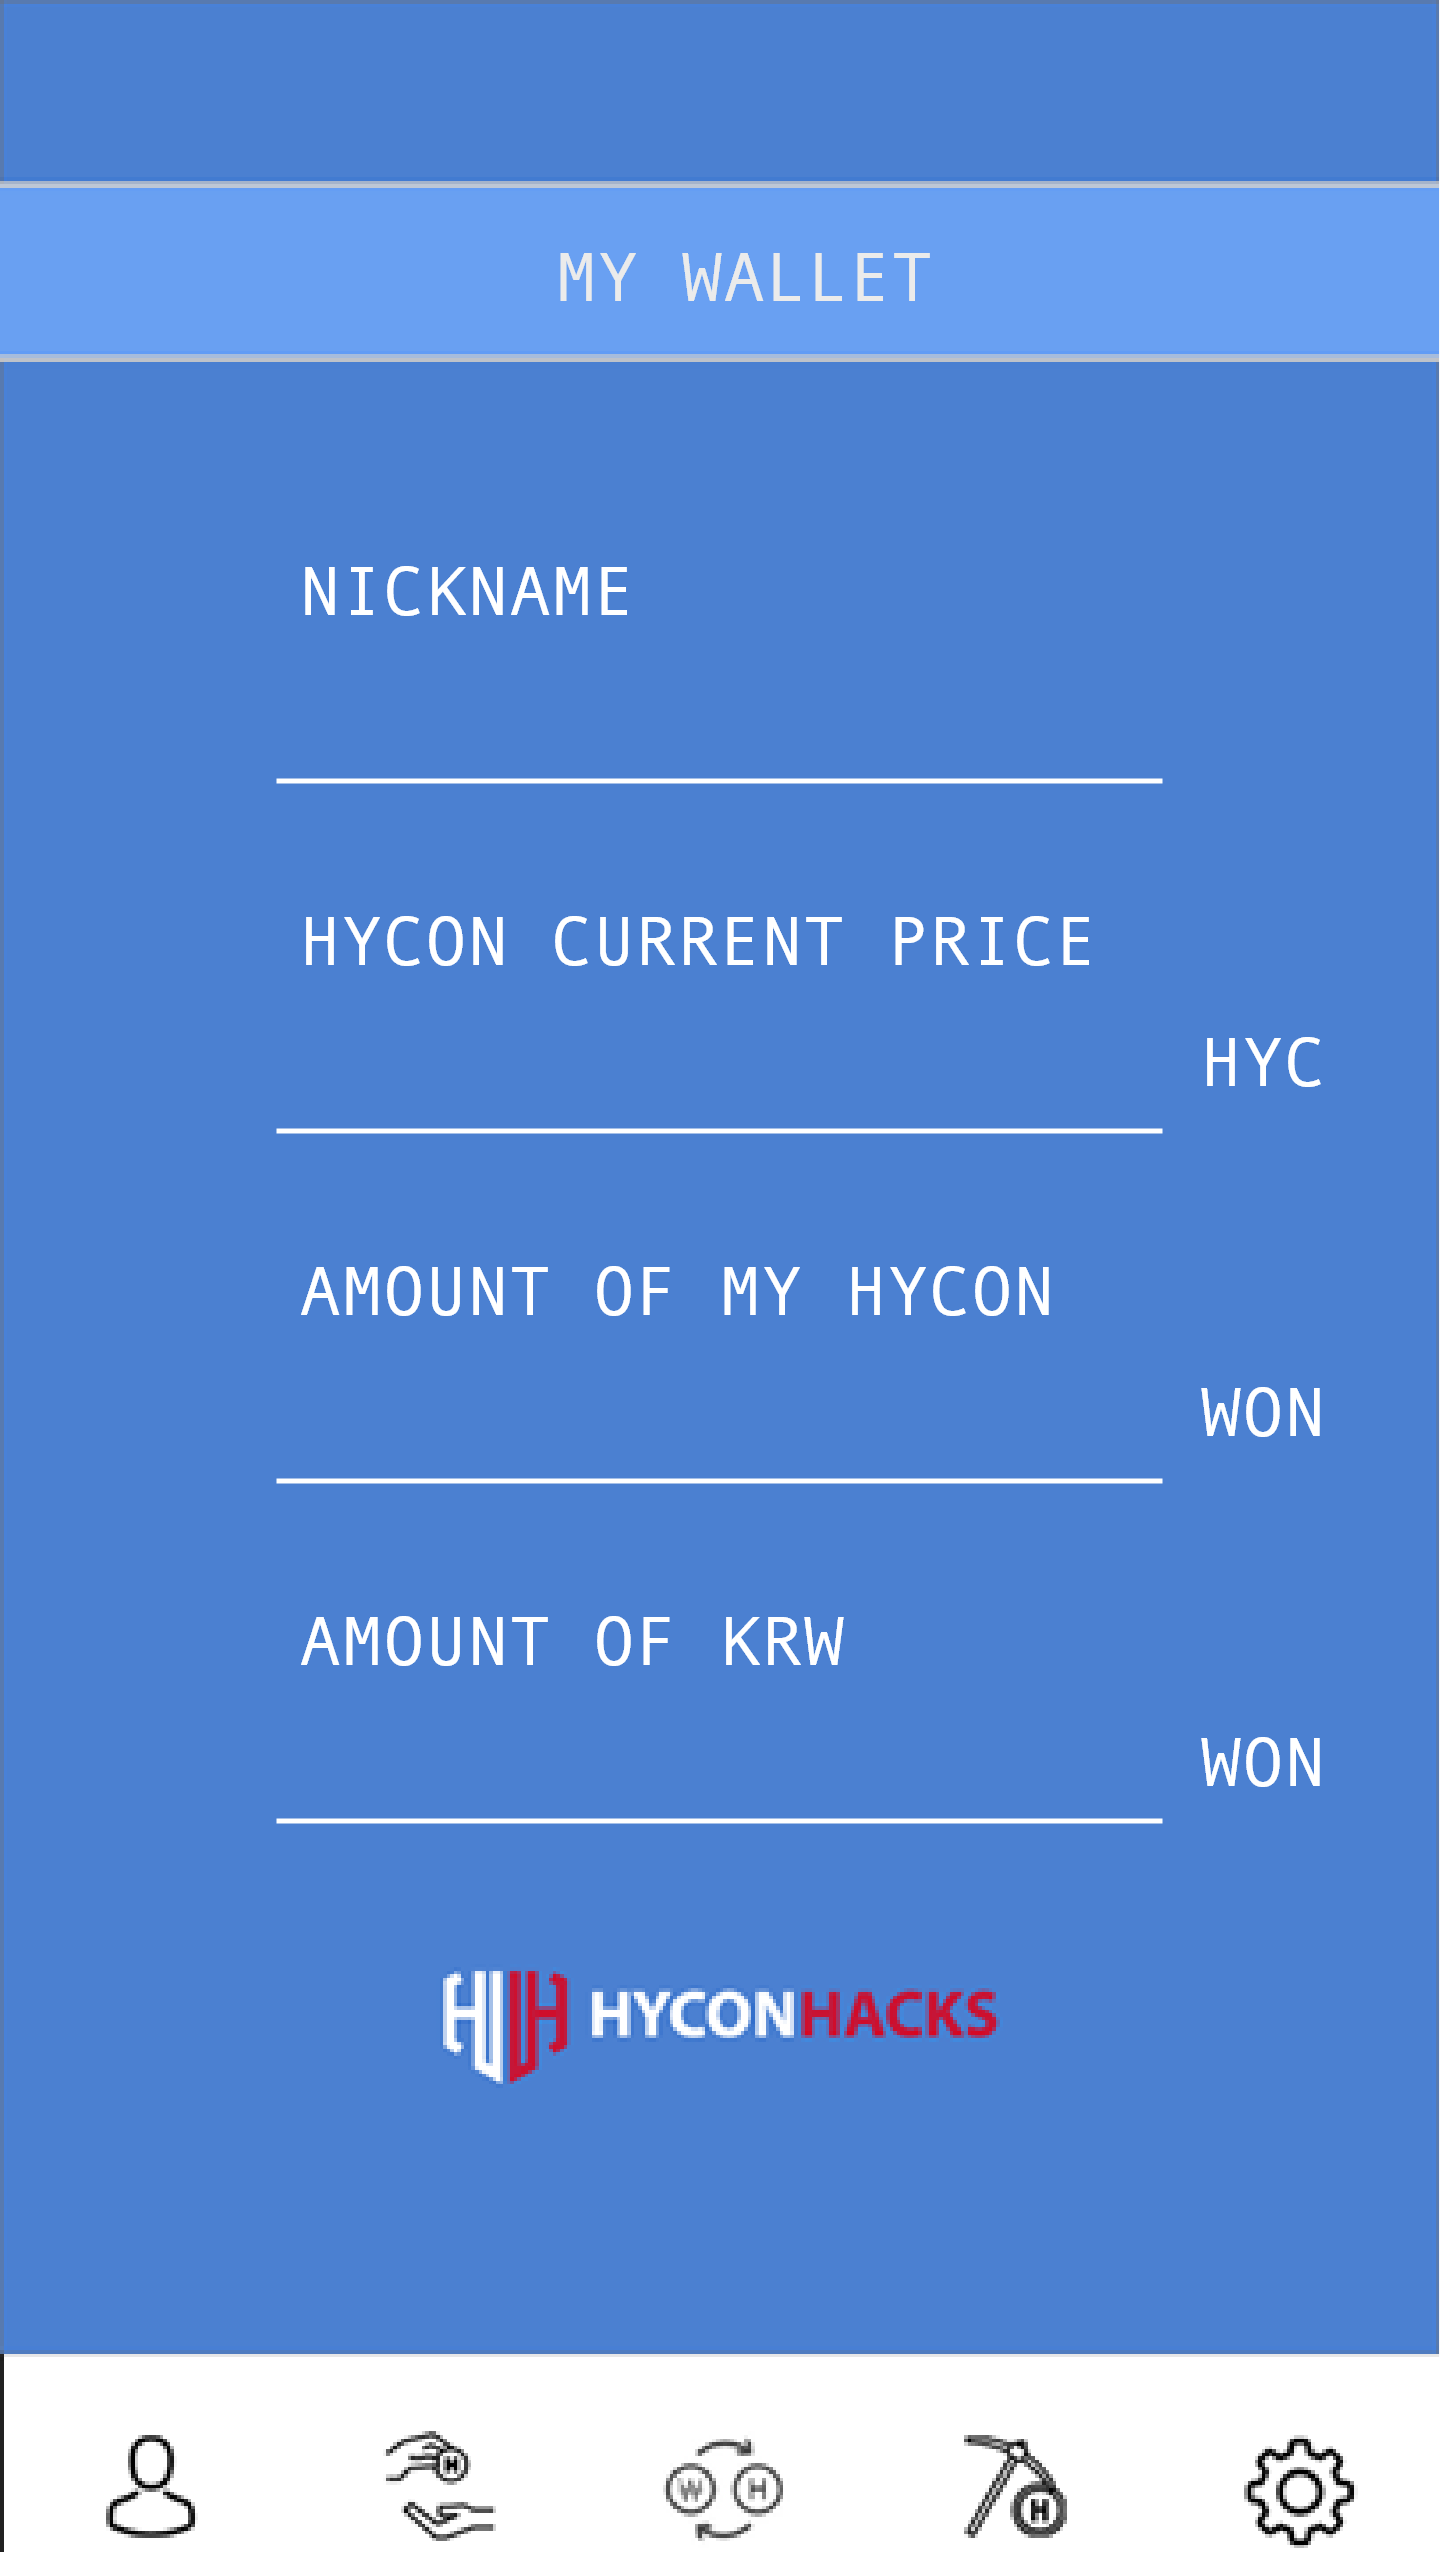 MY WALLET
NICKNAME
HYCON CURRENT PRICE
HYC
AMOUNT OF MY HYCON
WON
AMOUNT OF KRW
WON
HYCONHACKS
H
W H
H